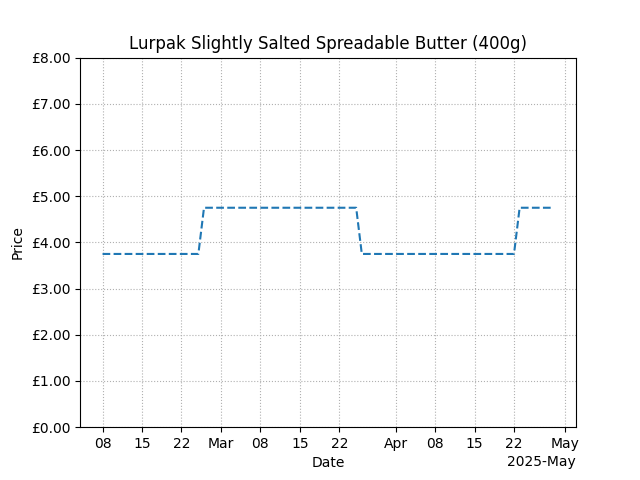 Lurpak Slightly Salted Spreadable Butter (400g)
£8.00
£7.00
£6.00
£5.00
£4.00
£3.00
£2.00
£1.00
£0.00
Price
08 15 22 Mar 08 15 22 Apr 08 15 22 May
Date
2025-May